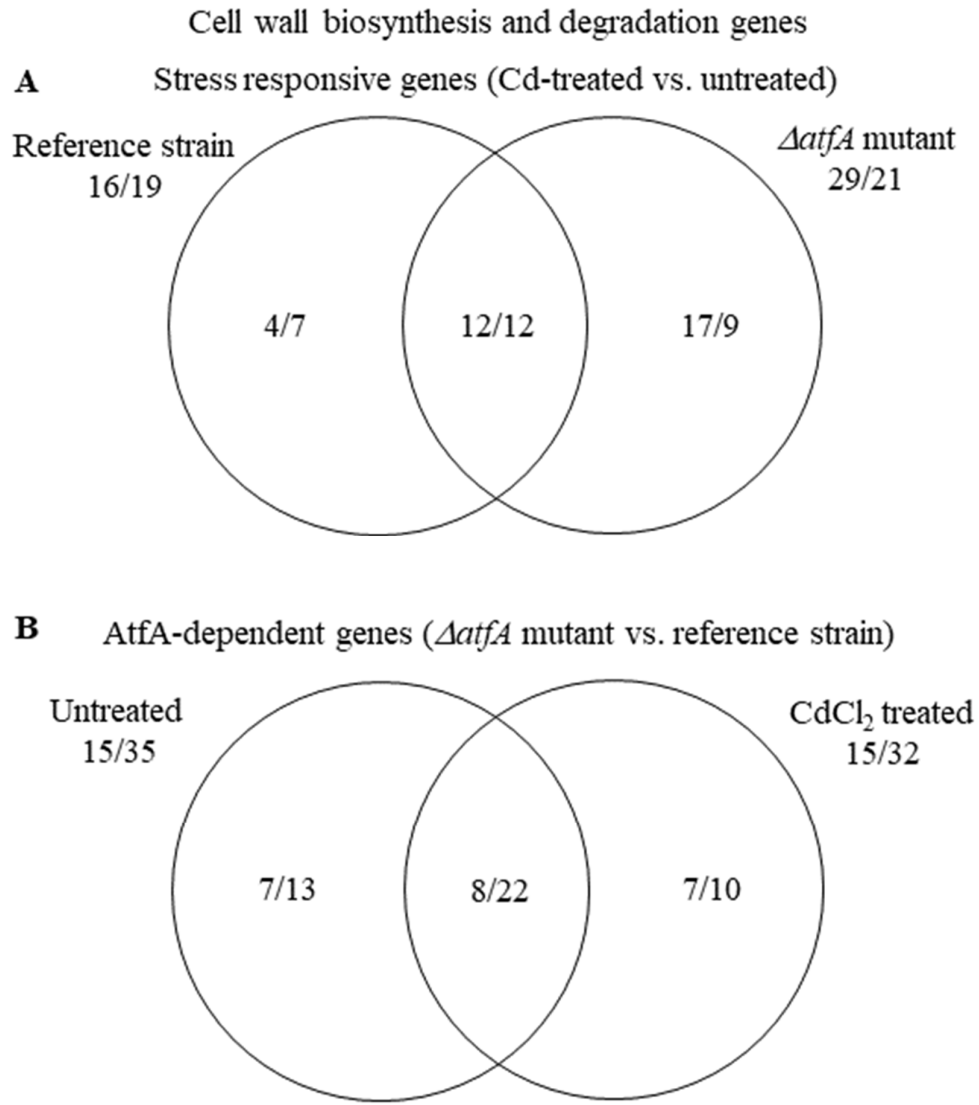 Cell wall biosynthesis and degradation genes
A Stress responsive genes (Cd-treated vs. untreated)
Reference strain
16/19
ΔatfA mutant
29/21
4/7
12/12
17/9
B AtfA-dependent genes (ΔatfA mutant vs. reference strain)
Untreated
15/35
CdCl₂ treated
15/32
7/13
8/22
7/10